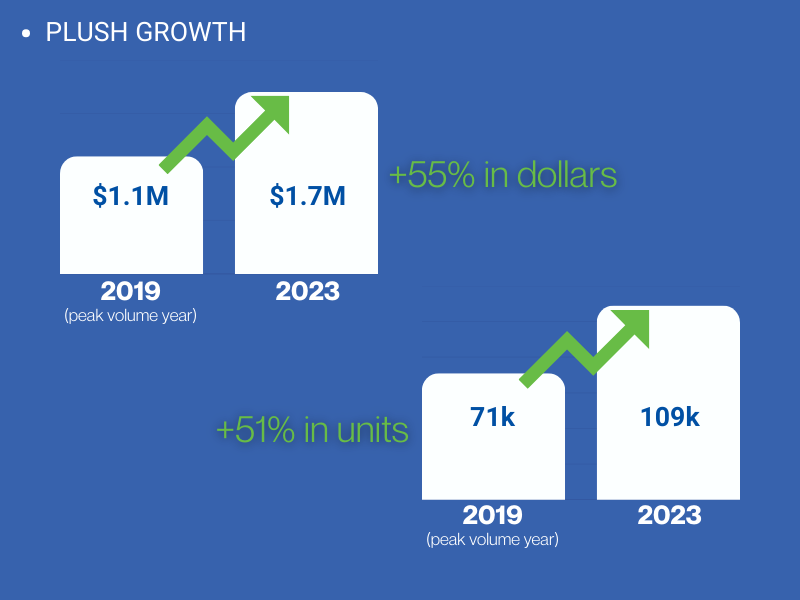 • PLUSH GROWTH
$1.1M
$1.7M
+55% in dollars
2019
2023
(peak volume year)
71k
109k
+51% in units
2019
2023
(peak volume year)